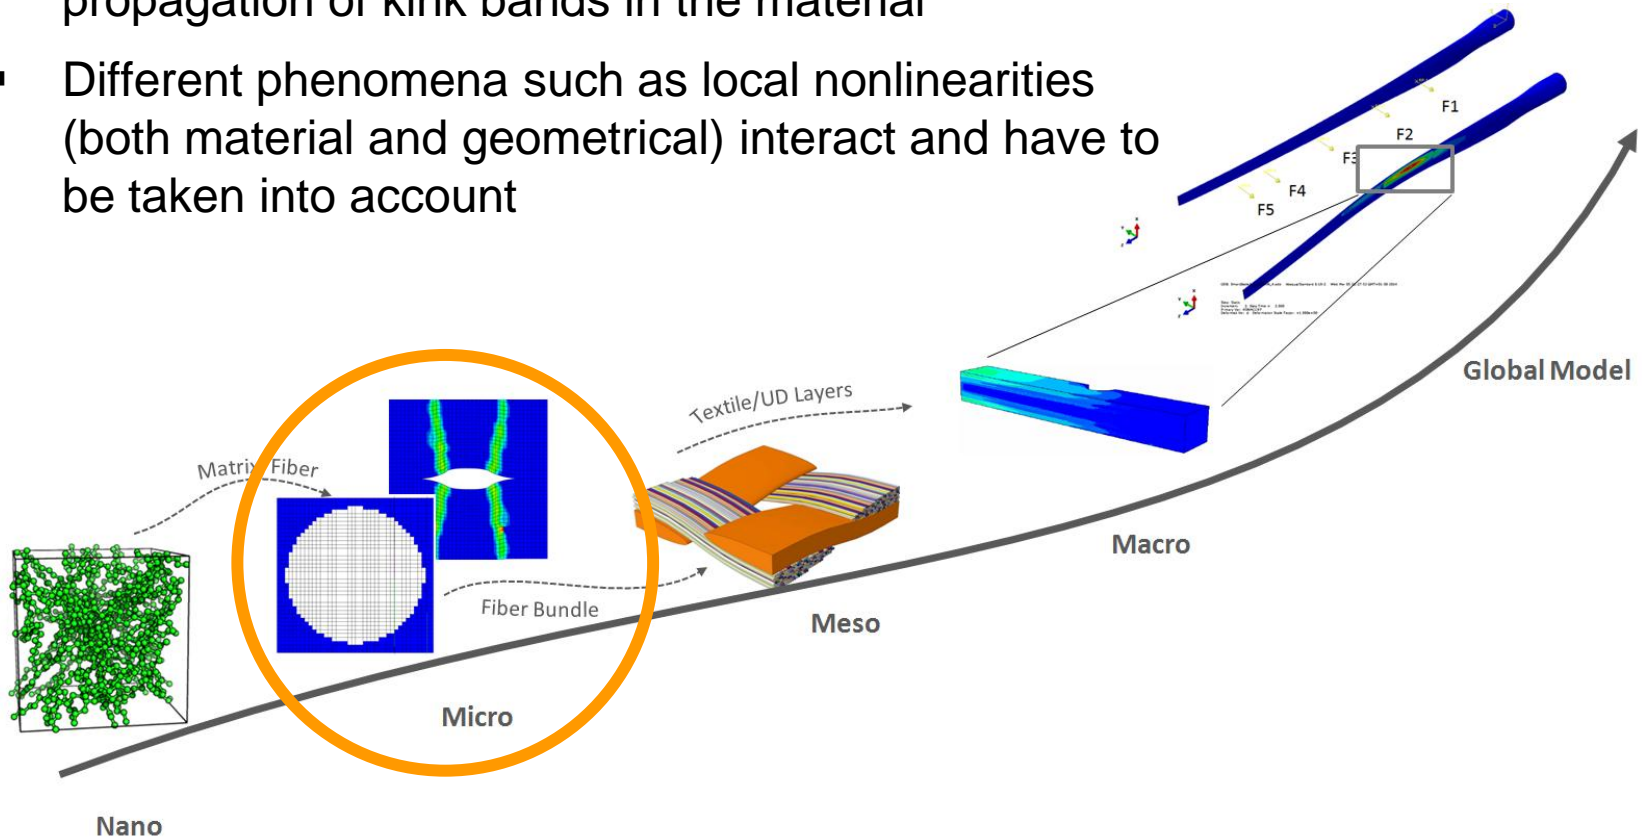 propagation of kink bands in the material
▪ Different phenomena such as local nonlinearities
(both material and geometrical) interact and have to
be taken into account
F1
F2
F3
F4
F5
Global Model
Textile/UD Layers
Matrix Fiber
Macro
Fiber Bundle
Meso
Micro
Nano